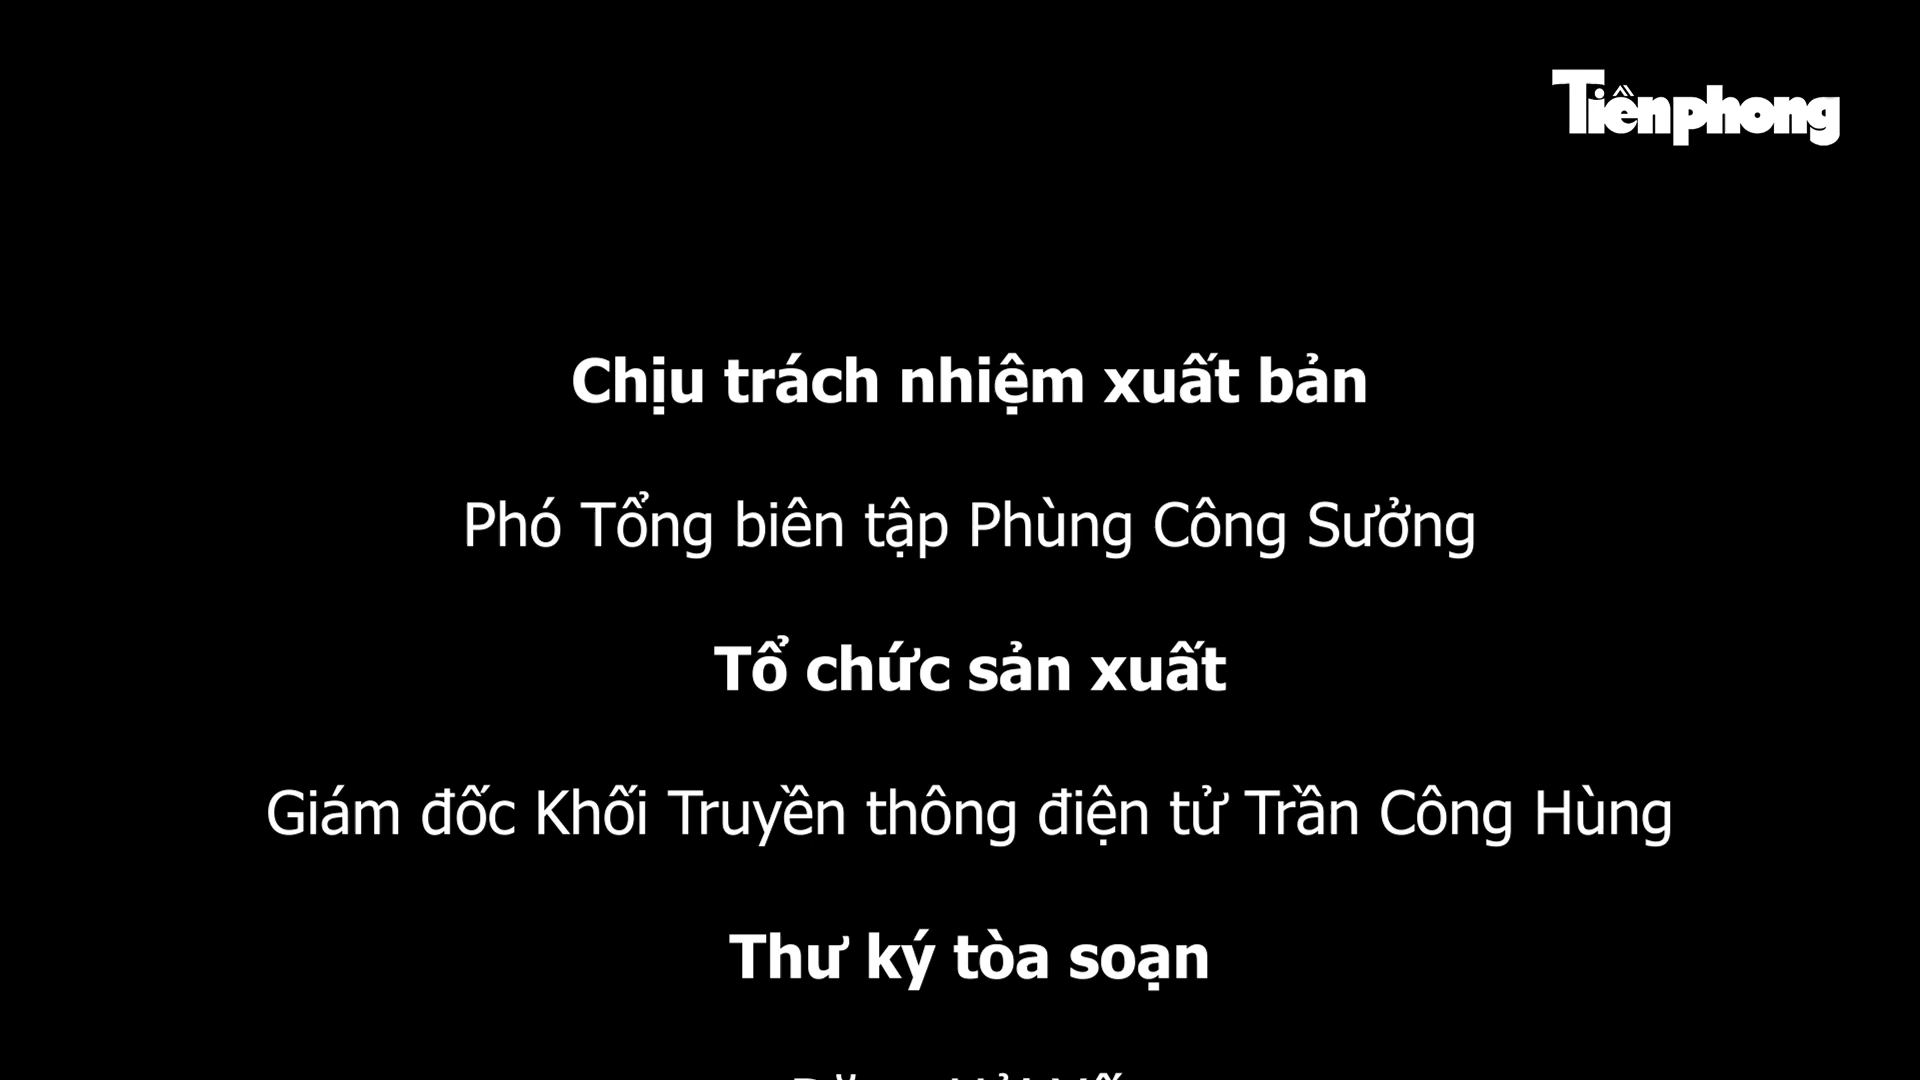 Tiềnphong
Chịu trách nhiệm xuất bản
Phó Tổng biên tập Phùng Công Sưởng
Tổ chức sản xuất
Giám đốc Khối Truyền thông điện tử Trần Công Hùng
Thư ký tòa soạn